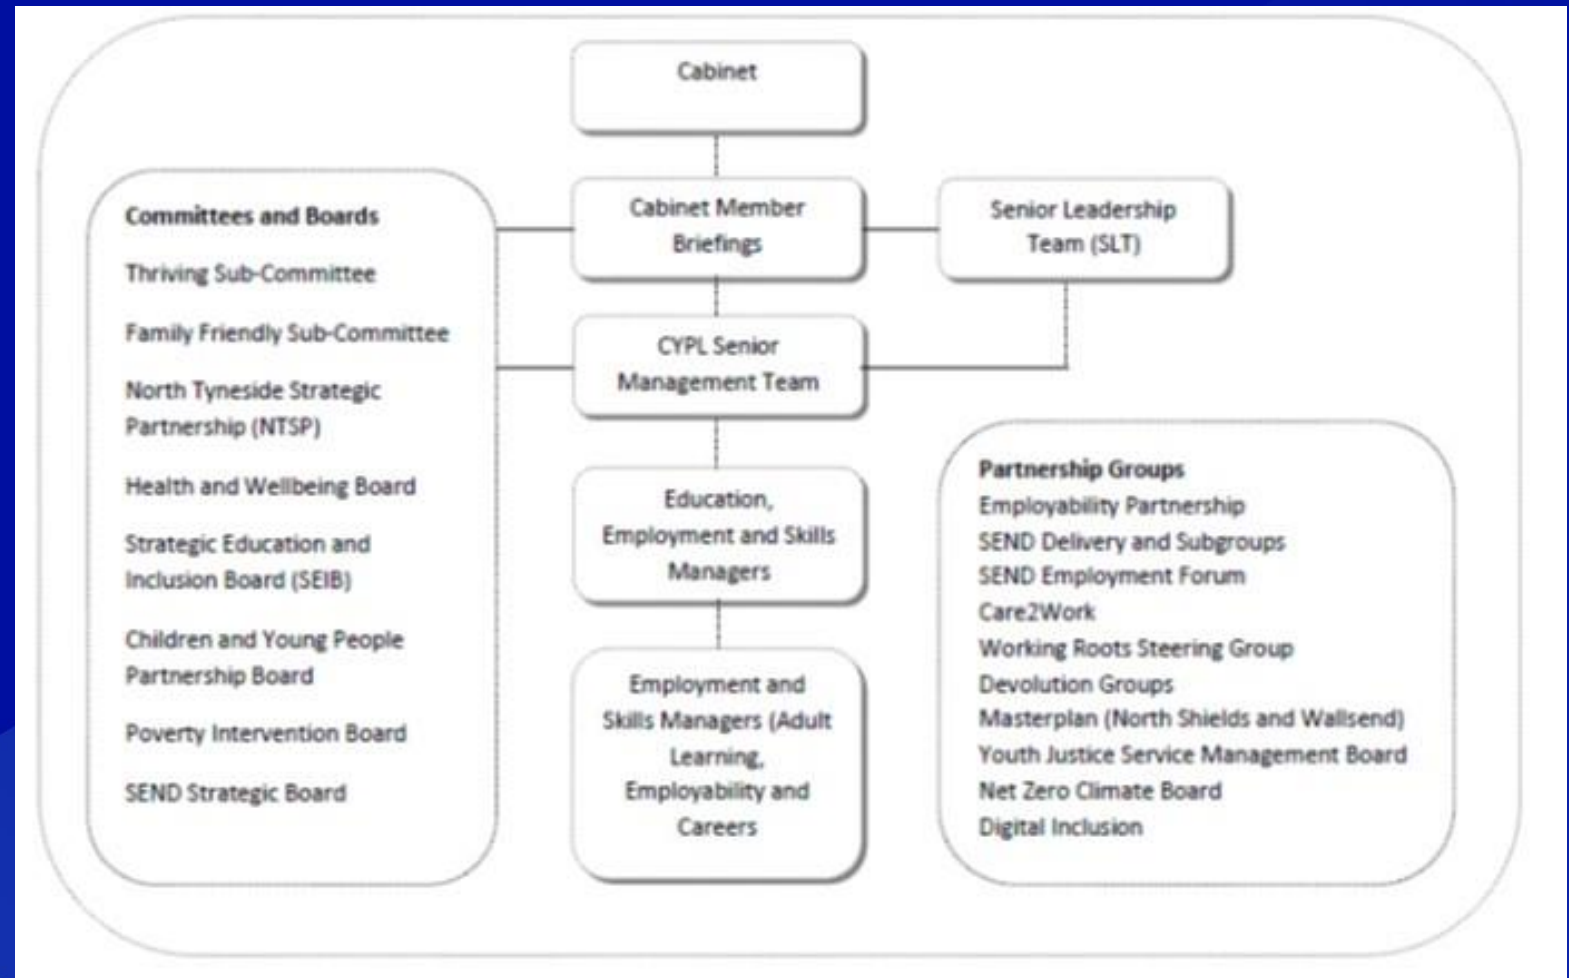 Cabinet
Cabinet Member
Briefings
Senior Leadership
Team (SLT)
CYPL Senior
Management Team
Education,
Employment and Skills
Managers
Employment and
Skills Managers (Adult
Learning,
Employability and
Careers
Committees and Boards
Thriving Sub-Committee
Family Friendly Sub-Committee
North Tyneside Strategic
Partnership (NTSP)
Health and Wellbeing Board
Strategic Education and
Inclusion Board (SEIB)
Children and Young People
Partnership Board
Poverty Intervention Board
SEND Strategic Board
Partnership Groups
Employability Partnership
SEND Delivery and Subgroups
SEND Employment Forum
Care2Work
Working Roots Steering Group
Devolution Groups
Masterplan (North Shields and Wallsend)
Youth Justice Service Management Board
Net Zero Climate Board
Digital Inclusion